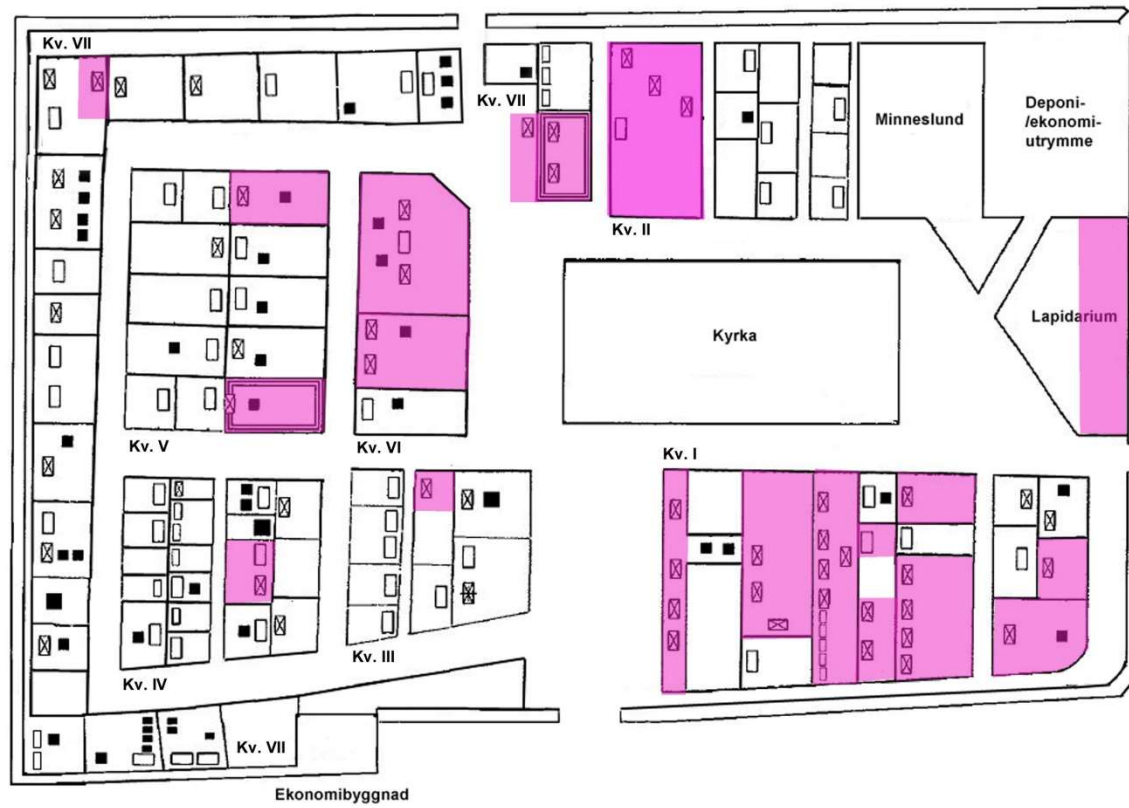 Kv. VII
Kv. VII
Minneslund
Deponi-
/ekonomi-
utrymme
Kv. II
Kyrka
Lapidarium
Kv. V
Kv. VI
Kv. I
Kv. IV
Kv. III
Kv. VII
Ekonomibyggnad